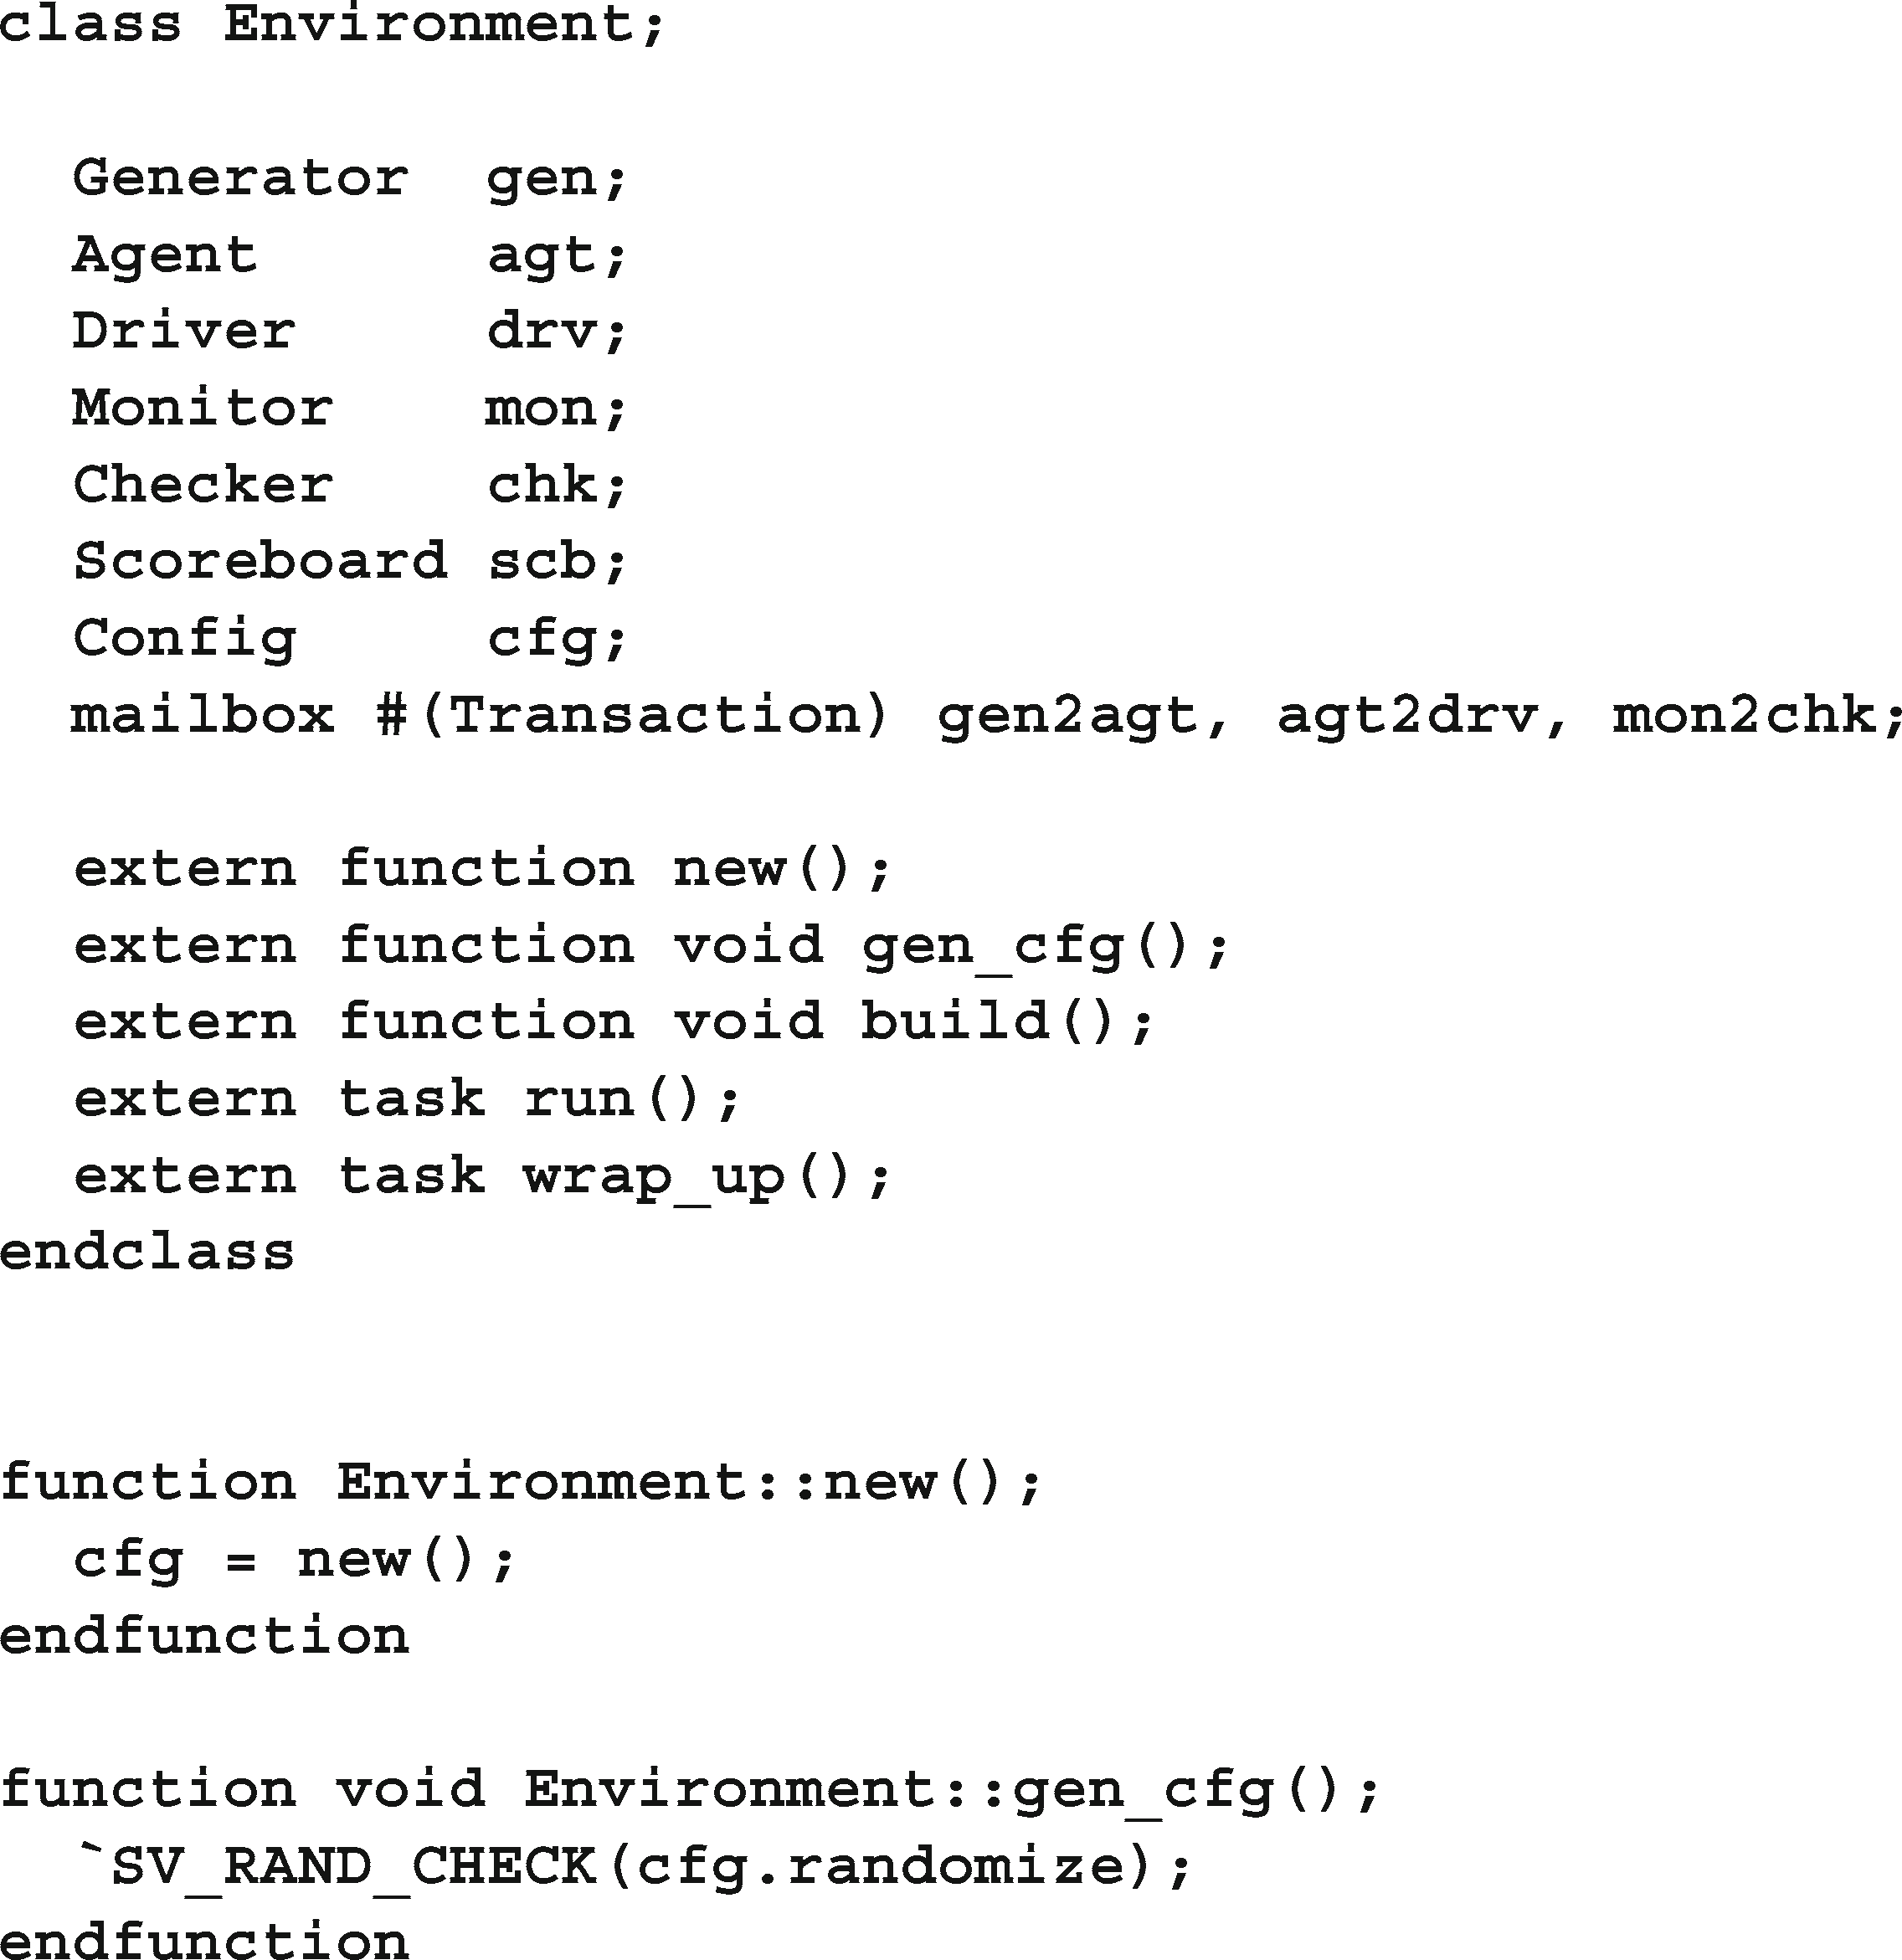 class Environment;
  Generator  gen;
  Agent      agt;
  Driver     drv;
  Monitor    mon;
  Checker    chk;
  Scoreboard scb;
  Config     cfg;
  mailbox #(Transaction) gen2agt, agt2drv, mon2chk;
  extern function new();
  extern function void gen_cfg();
  extern function void build();
  extern task run();
  extern task wrap_up();
endclass
function Environment::new();
  cfg = new();
endfunction
function void Environment::gen_cfg();
  `SV_RAND_CHECK(cfg.randomize);
endfunction